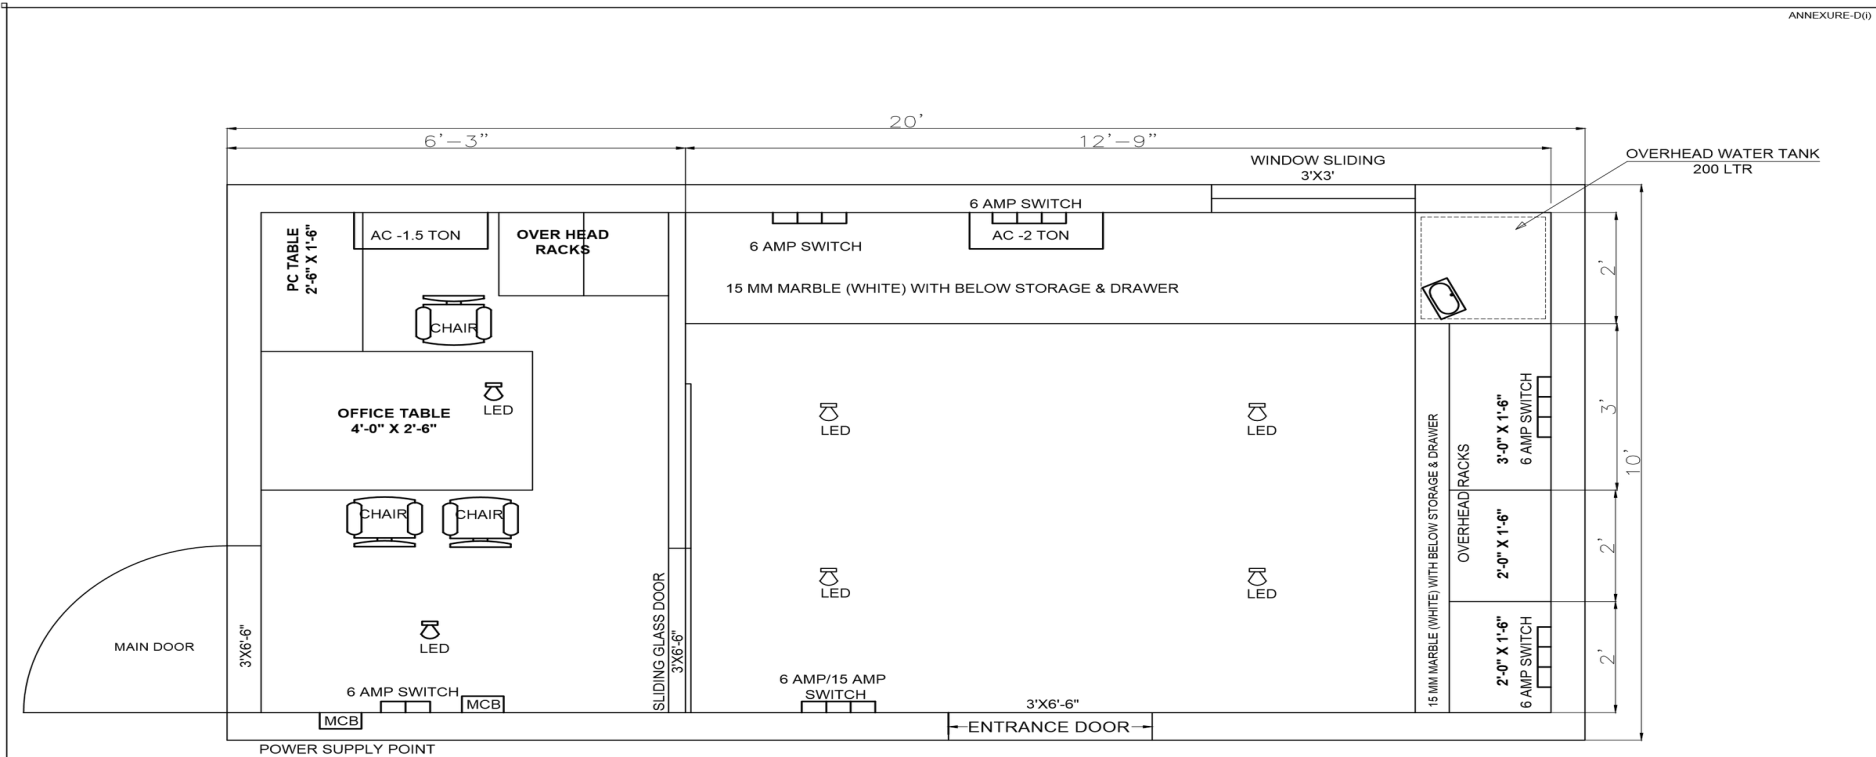 ANNEXURE-D(i)
20'
6'-3"
12'-9"
WINDOW SLIDING
3'X3'
OVERHEAD WATER TANK
200 LTR
6 AMP SWITCH
AC -1.5 TON
OVER HEAD
RACKS
6 AMP SWITCH
AC -2 TON
PC TABLE
2'-6" X 1'-6"
15 MM MARBLE (WHITE) WITH BELOW STORAGE & DRAWER
2'
CHAIR
OFFICE TABLE
4'-0" X 2'-6"
LED
LED
LED
15 MM MARBLE (WHITE) WITH BELOW STORAGE & DRAWER
OVERHEAD RACKS
3'-0" X 1'-6"
6 AMP SWITCH
3'
10'
CHAIR
CHAIR
2'-0" X 1'-6"
2'
LED
LED
MAIN DOOR
3'X6'-6"
LED
SLIDING GLASS DOOR
3'X6'-6"
2'-0" X 1'-6"
6 AMP SWITCH
2'
6 AMP SWITCH
MCB
MCB
6 AMP/15 AMP
SWITCH
3'X6'-6"
ENTRANCE DOOR
POWER SUPPLY POINT